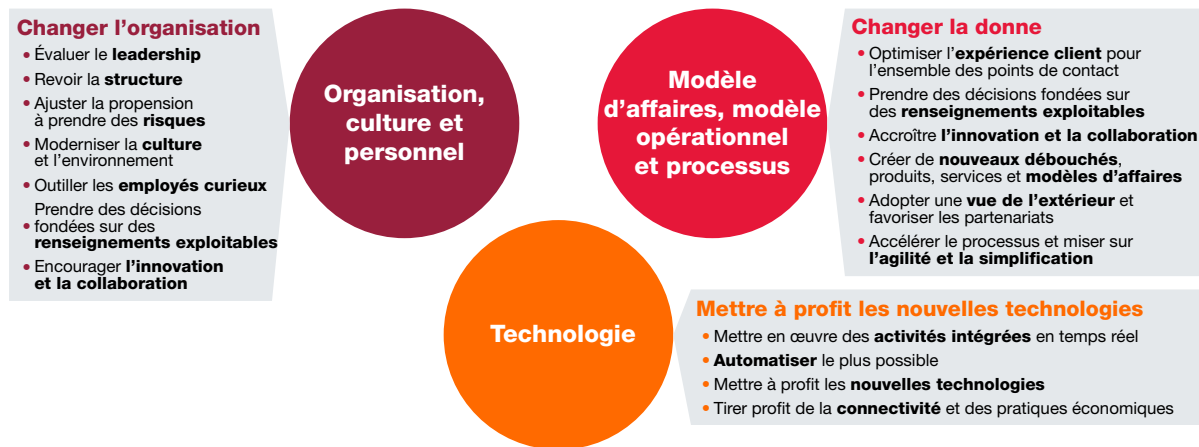 Changer l'organisation
• Évaluer le leadership
• Revoir la structure
• Ajuster la propension
à prendre des risques
• Moderniser la culture
et l'environnement
• Outiller les employés curieux
Prendre des décisions
• fondées sur des
renseignements exploitables
• Encourager l'innovation
et la collaboration
Organisation,
culture et
personnel
Modèle
d'affaires, modèle
opérationnel
et processus
Changer la donne
• Optimiser l'expérience client pour
l'ensemble des points de contact
• Prendre des décisions fondées sur
des renseignements exploitables
• Accroître l'innovation et la collaboration
• Créer de nouveaux débouchés,
produits, services et modèles d'affaires
• Adopter une vue de l'extérieur et
favoriser les partenariats
• Accélérer le processus et miser sur
l'agilité et la simplification
Technologie
Mettre à profit les nouvelles technologies
• Mettre en œuvre des activités intégrées en temps réel
• Automatiser le plus possible
• Mettre à profit les nouvelles technologies
• Tirer profit de la connectivité et des pratiques économiques